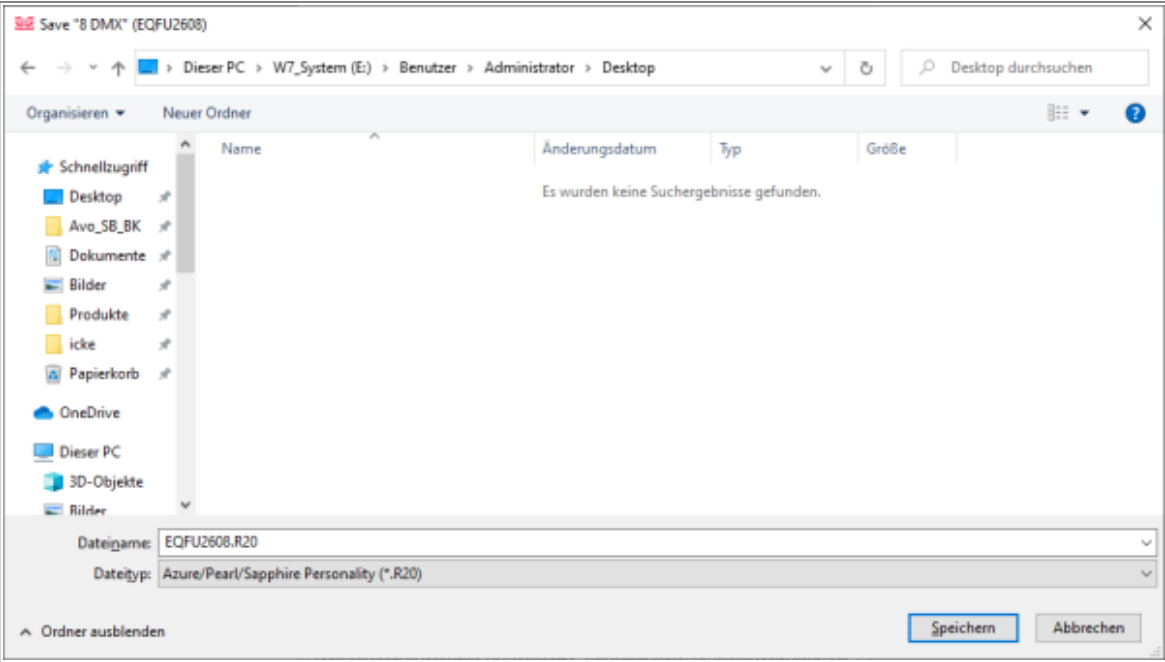 Save "8 DMX" (EQFU2608)
Dieser PC > W7_System (E:) > Benutzer > Administrator > Desktop
Desktop durchsuchen
Organisieren Neuer Ordner
Name Änderungsdatum Typ Größe
Es wurden keine Suchergebnisse gefunden.
Schnellzugriff
Desktop
Avo_SB_BK
Dokumente
Bilder
Produkte
icke
Papierkorb
OneDrive
Dieser PC
3D-Objekte
Bilder
Dateiname: EQFU2608.R20
Dateityp: Azure/Pearl/Sapphire Personality (*.R20)
Ordner ausblenden
Speichern Abbrechen